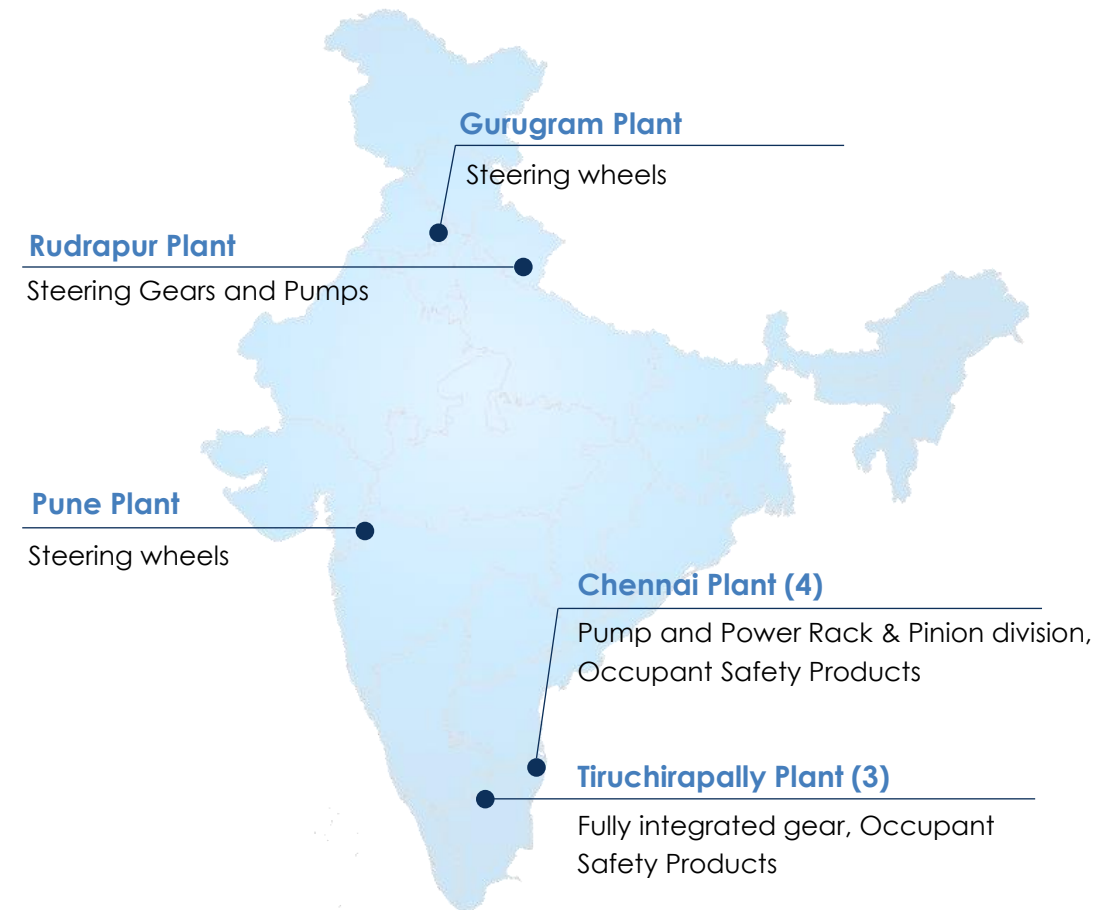 Gurugram Plant
Steering wheels
Rudrapur Plant
Steering Gears and Pumps
Pune Plant
Steering wheels
Chennai Plant (4)
Pump and Power Rack & Pinion division,
Occupant Safety Products
Tiruchirapally Plant (3)
Fully integrated gear, Occupant
Safety Products